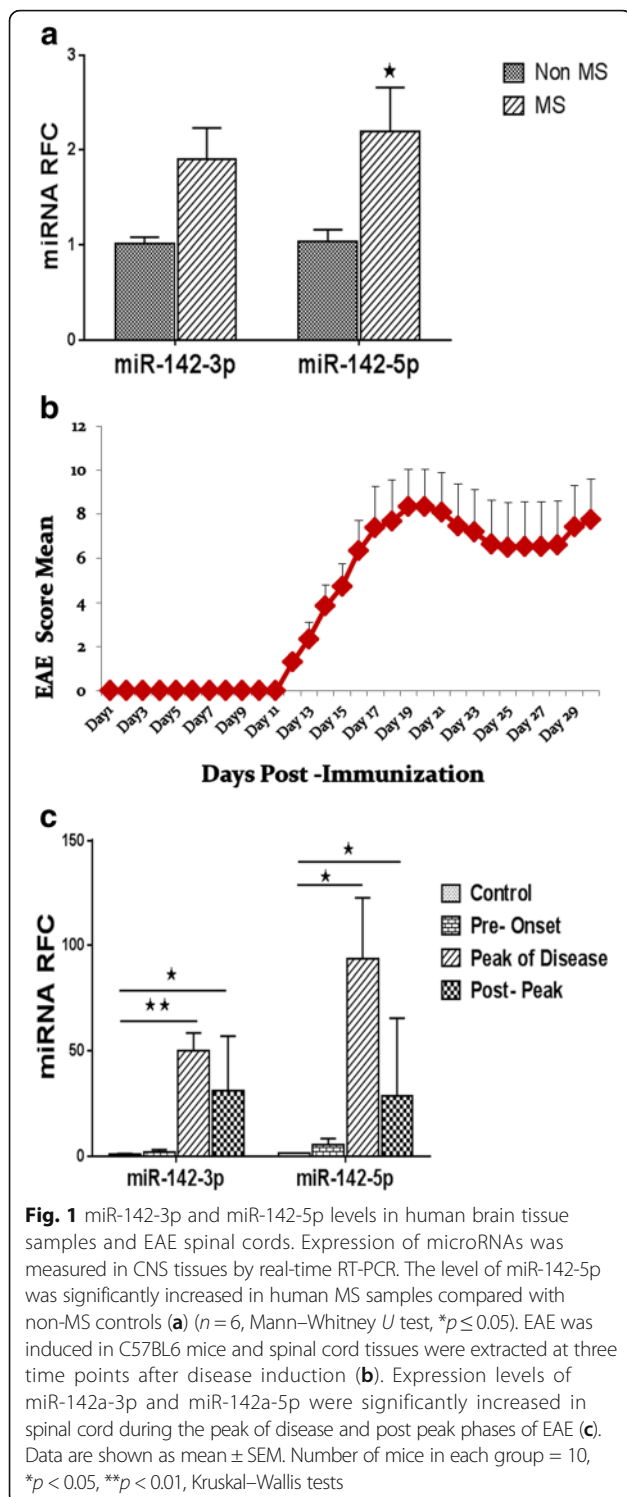 a
★
Non MS
MS
3
2
1
0
miRNA RFC
miR-142-3p
miR-142-5p
b
12
10
8
6
4
2
0
EAE Score Mean
Day1
Day3
Day5
Day7
Day9
Day 11
Day 13
Day 15
Day 17
Day 19
Day 21
Day 23
Day 25
Day 27
Day 29
Days Post -Immunization
c
150
100
50
0
miRNA RFC
★
★★
★
★
Control
Pre- Onset
Peak of Disease
Post- Peak
miR-142-3p
miR-142-5p
Fig. 1 miR-142-3p and miR-142-5p levels in human brain tissue
samples and EAE spinal cords. Expression of microRNAs was
measured in CNS tissues by real-time RT-PCR. The level of miR-142-5p
was significantly increased in human MS samples compared with
non-MS controls (a) (n = 6, Mann–Whitney U test, *p ≤ 0.05). EAE was
induced in C57BL6 mice and spinal cord tissues were extracted at three
time points after disease induction (b). Expression levels of
miR-142a-3p and miR-142a-5p were significantly increased in
spinal cord during the peak of disease and post peak phases of EAE (c).
Data are shown as mean ± SEM. Number of mice in each group = 10,
*p < 0.05, **p < 0.01, Kruskal–Wallis tests